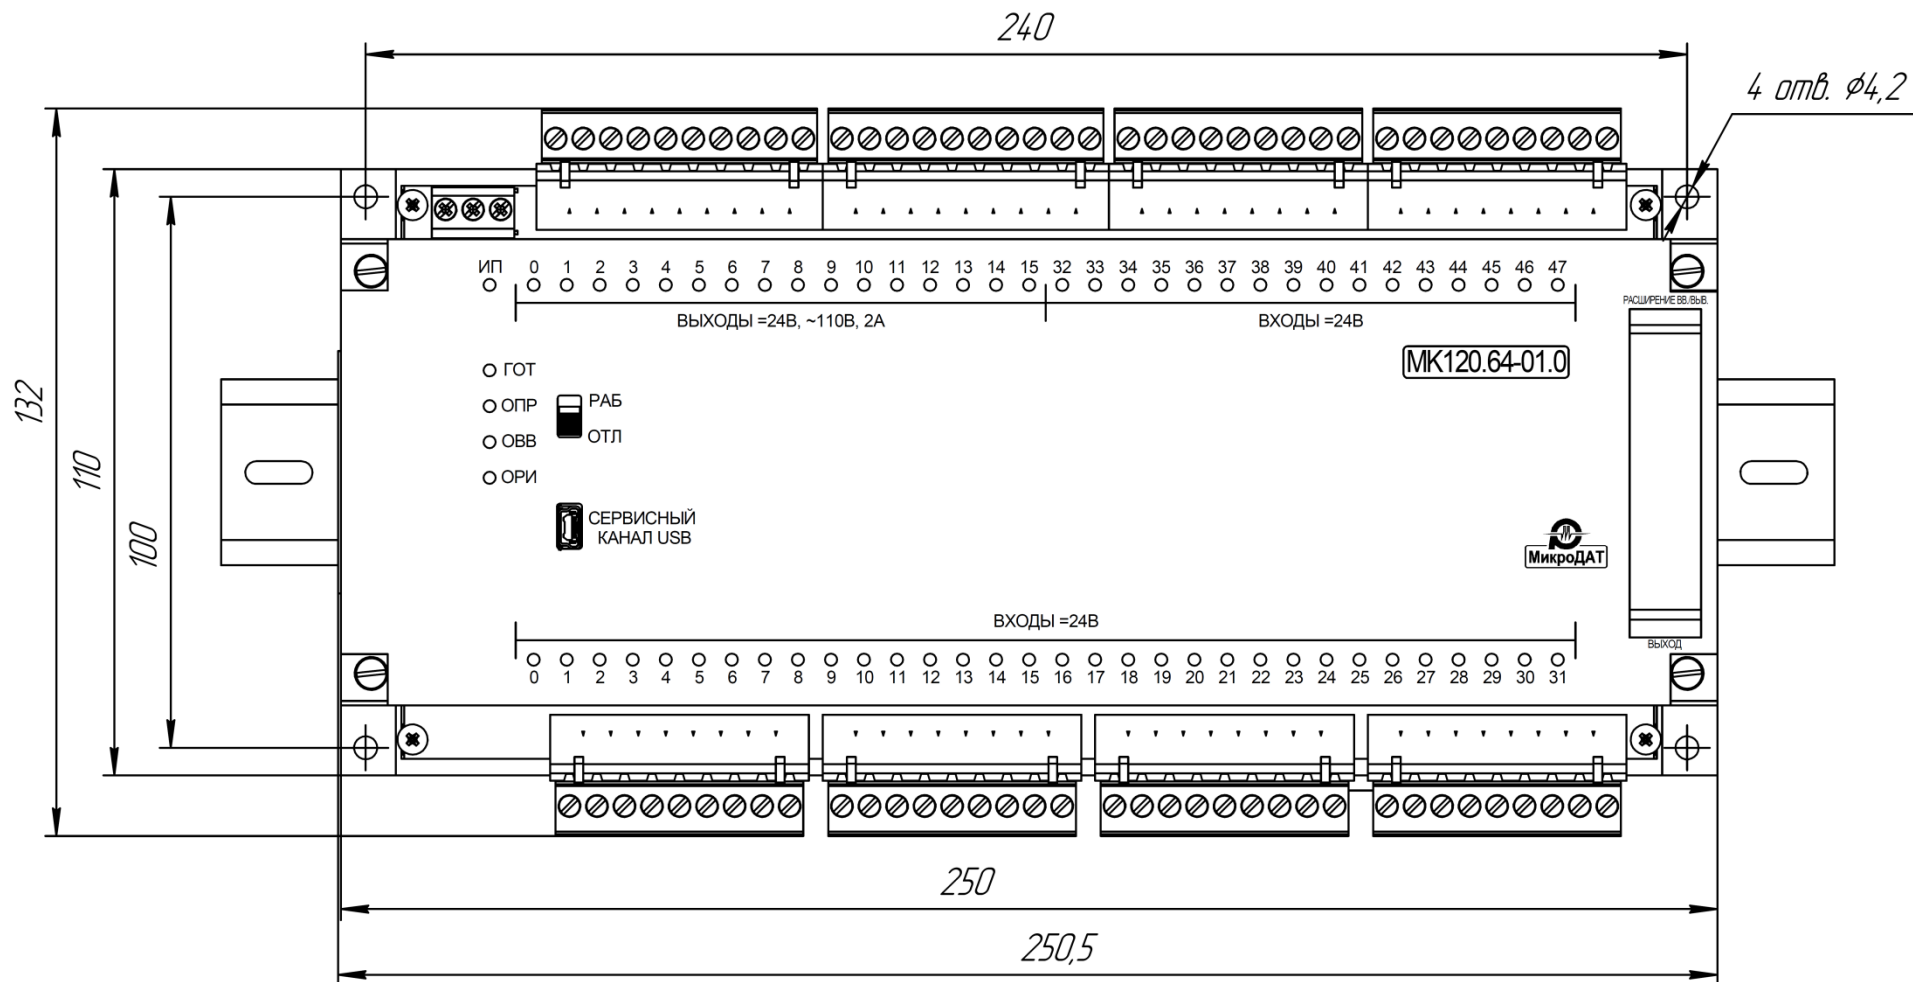 240
4 отв. ϕ4,2
ИП 0 1 2 3 4 5 6 7 8 9 10 11 12 13 14 15 32 33 34 35 36 37 38 39 40 41 42 43 44 45 46 47
ВЫХОДЫ =24В, ~110В, 2А
ВХОДЫ =24В
РАСШИРЕНИЕ ВВ./ВЫВ.
МК120.64-01.0
ГОТ
ОПР
ОВВ
ОРИ
РАБ
ОТЛ
132
110
100
СЕРВИСНЫЙ
КАНАЛ USB
МикроДАТ
ВХОДЫ =24В
ВЫХОД
0 1 2 3 4 5 6 7 8 9 10 11 12 13 14 15 16 17 18 19 20 21 22 23 24 25 26 27 28 29 30 31
250
250,5